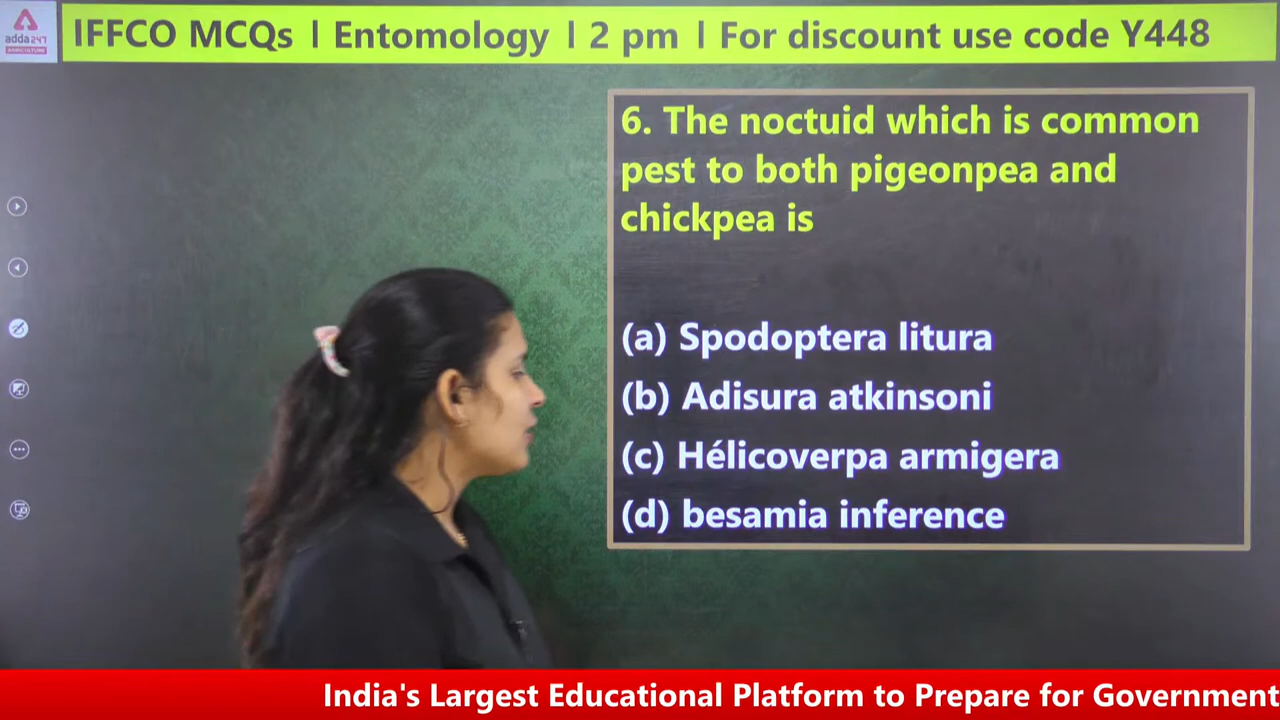 adda247
AGRICULTURE
IFFCO MCQs I Entomology I 2 pm I For discount use code Y448
6. The noctuid which is common
pest to both pigeonpea and
chickpea is
(a) Spodoptera litura
(b) Adisura atkinsoni
(c) Hélicoverpa armigera
(d) besamia inference
India's Largest Educational Platform to Prepare for Government